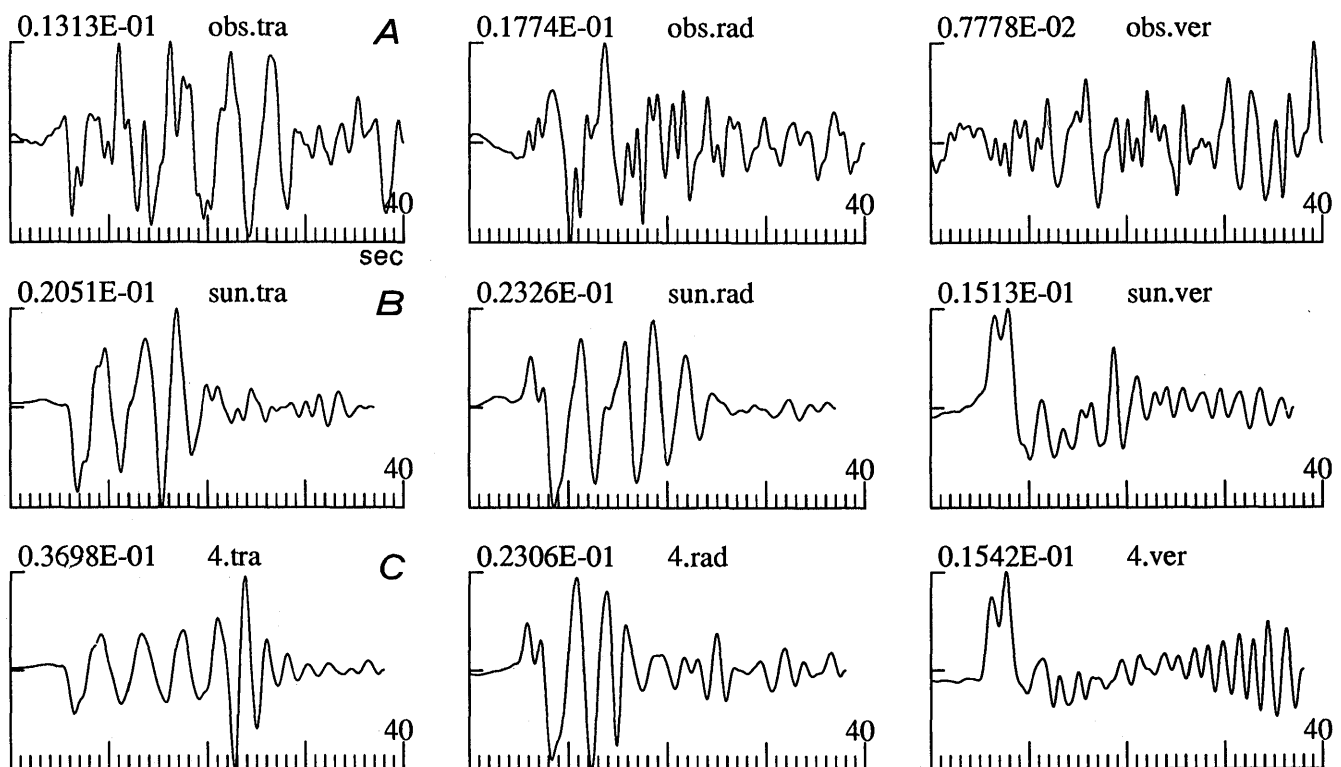 0.1313E-01 obs.tra A
0.1774E-01 obs.rad
0.7778E-02 obs.ver
40
40
40
sec
0.2051E-01 sun.tra B
0.2326E-01 sun.rad
0.1513E-01 sun.ver
40
40
40
0.3698E-01 4.tra C
0.2306E-01 4.rad
0.1542E-01 4.ver
40
40
40